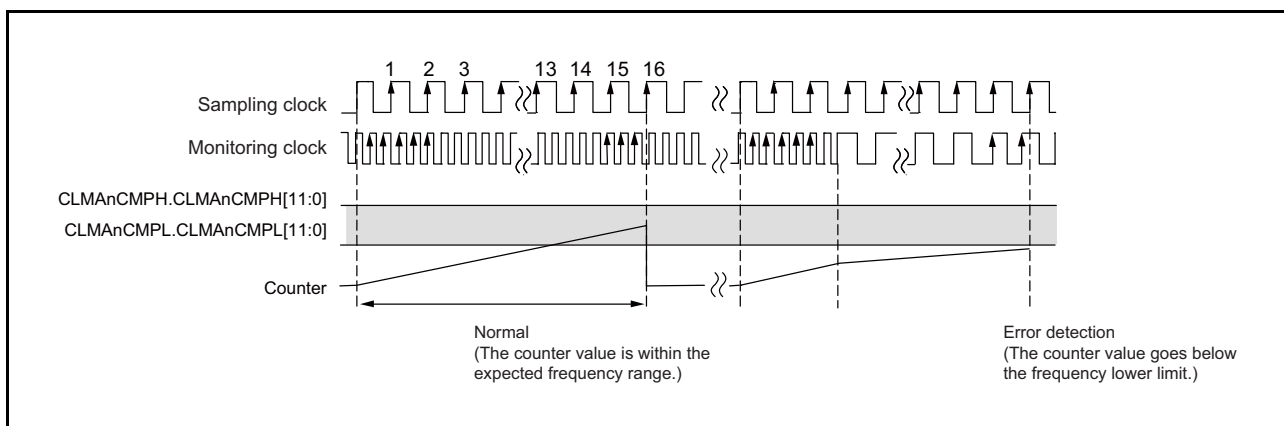 1 2 3 13 14 15 16
Sampling clock
Monitoring clock
CLMAnCMPH.CLMAnCMPH[11:0]
CLMAnCMPL.CLMAnCMPL[11:0]
Counter
Normal
(The counter value is within the
expected frequency range.)
Error detection
(The counter value goes below
the frequency lower limit.)